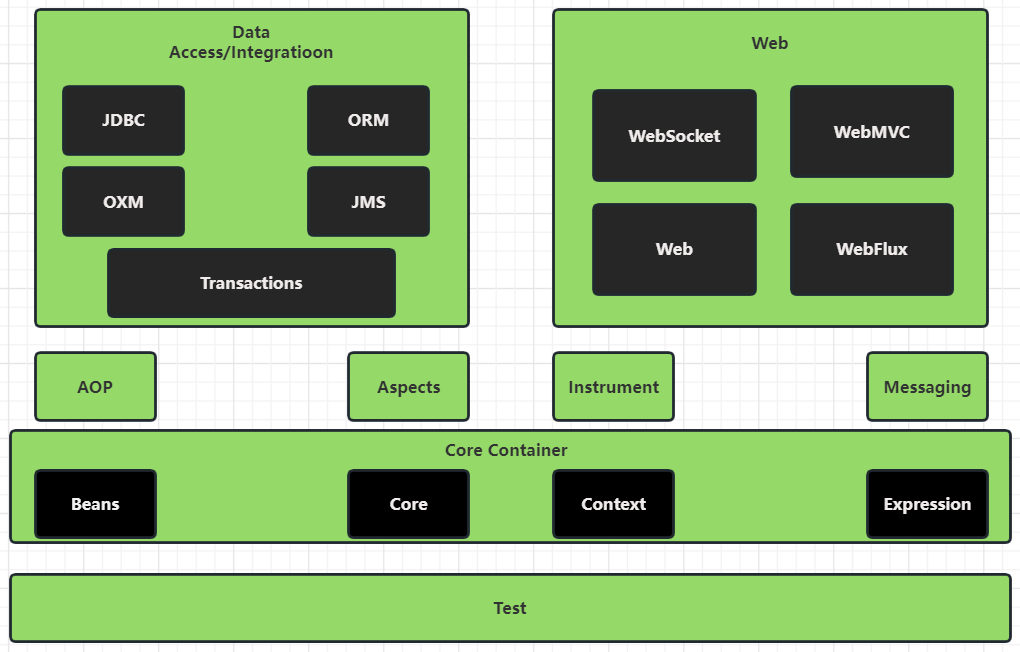 Data
Access/Integratioon
JDBC
ORM
OXM
JMS
Transactions
Web
WebSocket
WebMVC
Web
WebFlux
AOP
Aspects
Instrument
Messaging
Core Container
Beans
Core
Context
Expression
Test